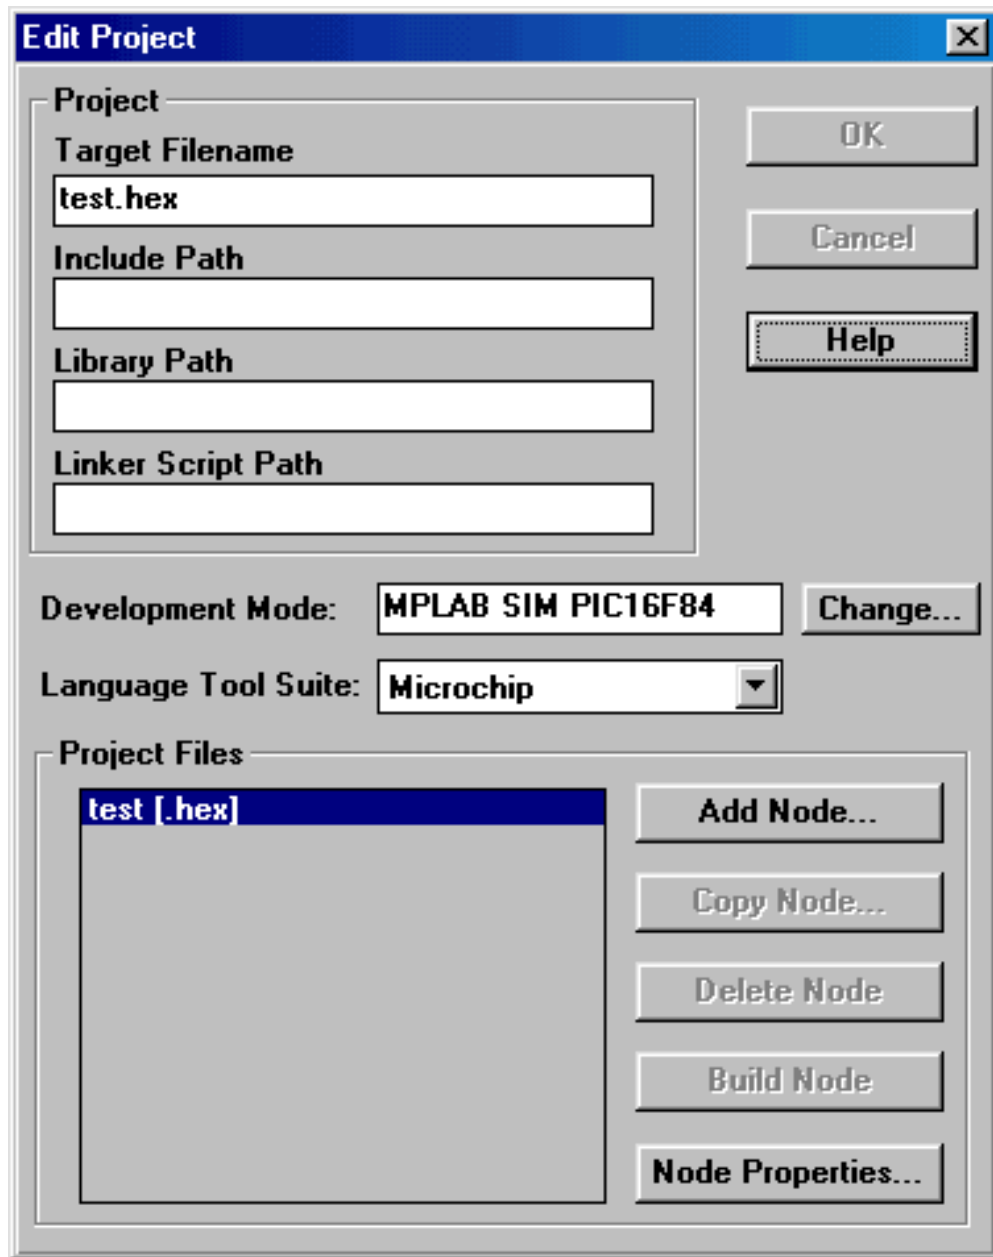 Edit Project
Project
Target Filename
test.hex
Include Path
Library Path
Linker Script Path
OK
Cancel
Help
Development Mode: MPLAB SIM PIC16F84 Change...
Language Tool Suite: Microchip
Project Files
test [.hex]
Add Node...
Copy Node...
Delete Node
Build Node
Node Properties...